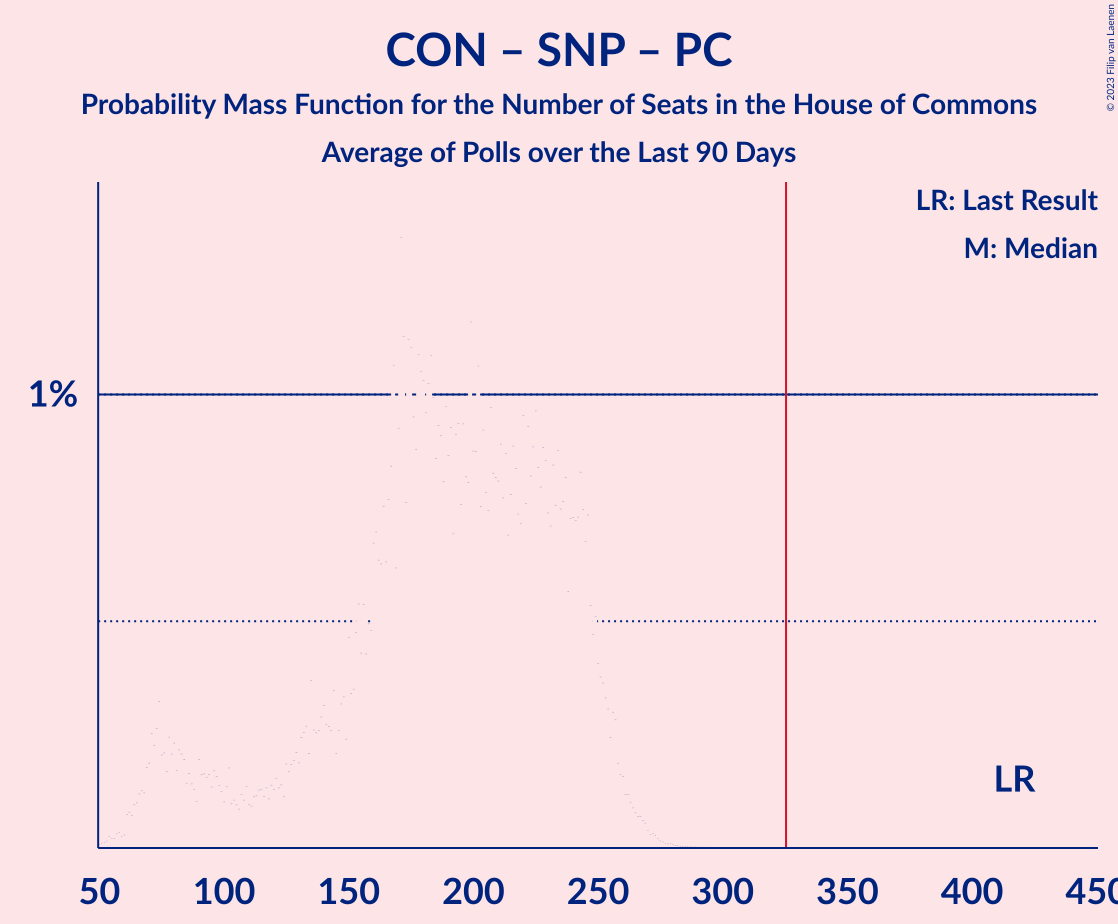 CON – SNP – PC
Probability Mass Function for the Number of Seats in the House of Commons
Average of Polls over the Last 90 Days
© 2023 Filip van Laenen
LR: Last Result
M: Median
1%
LR
50 100 150 200 250 300 350 400 450